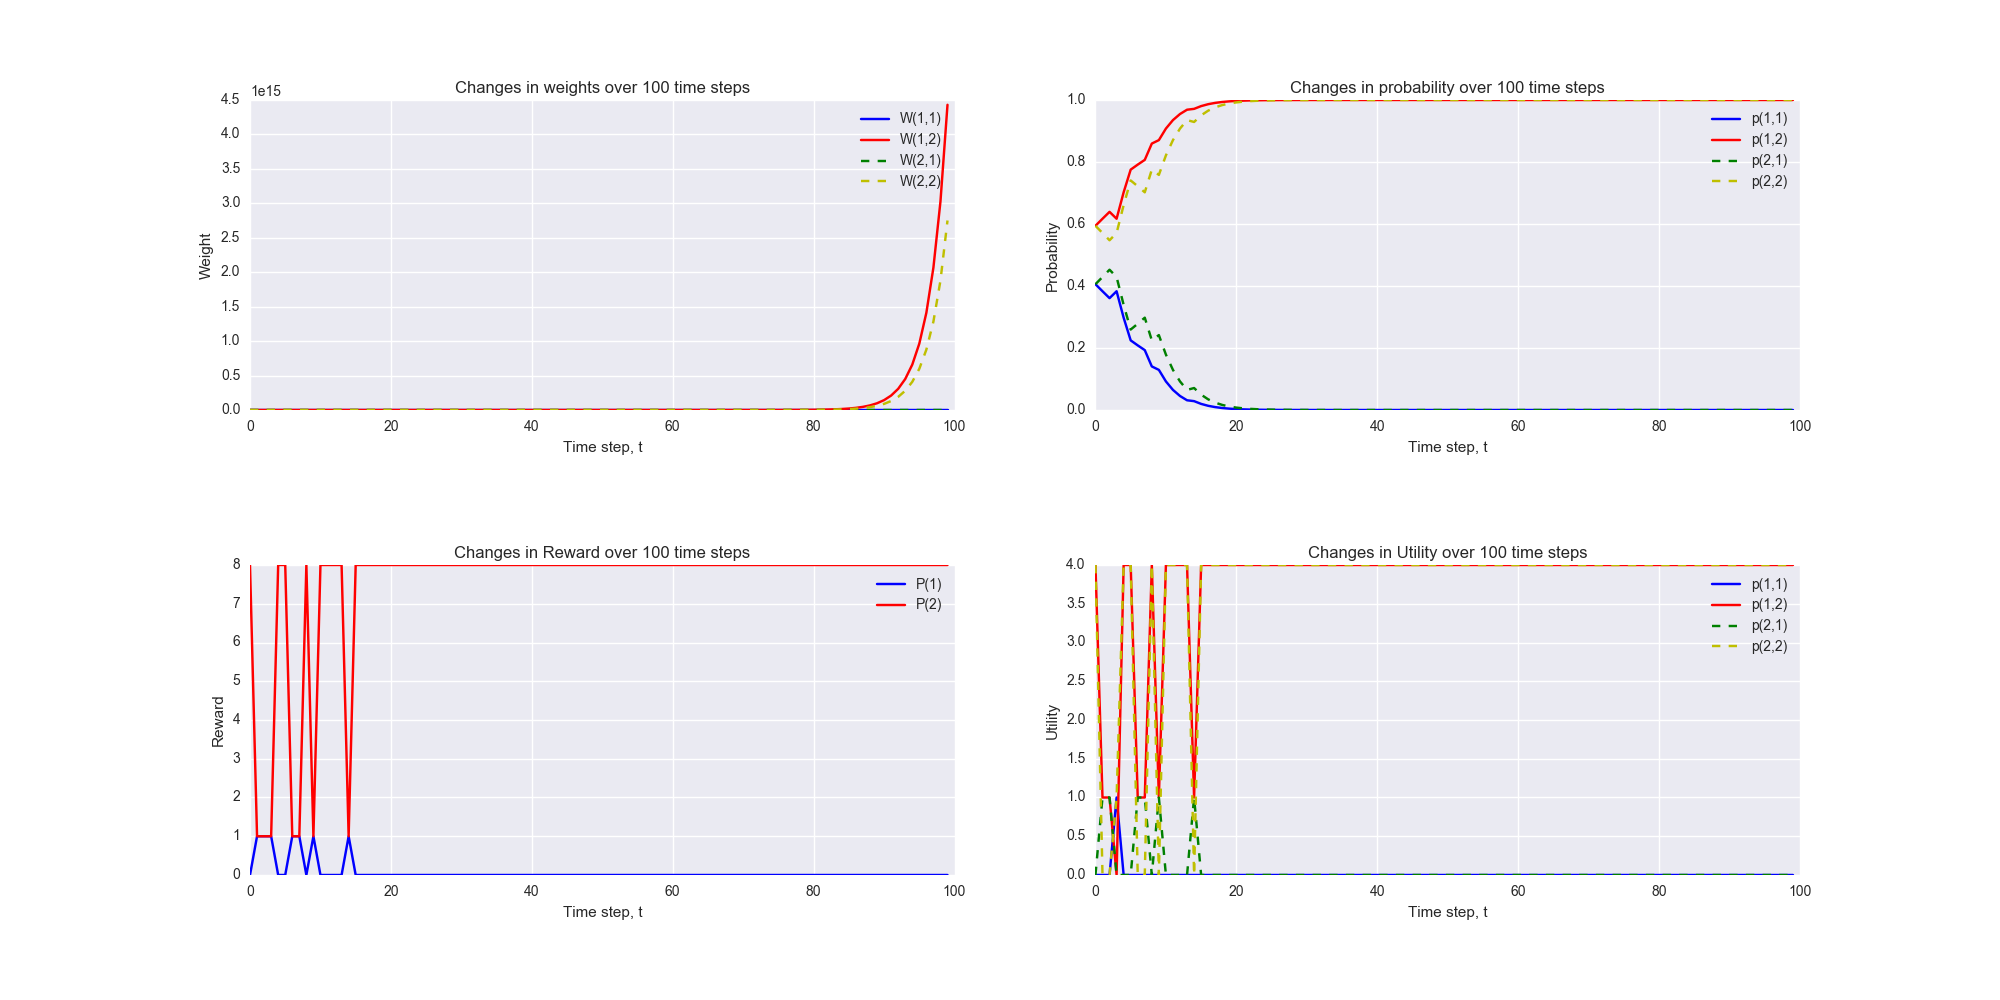 Changes in weights over 100 time steps
1e15
4.5
4.0
3.5
3.0
2.5
2.0
1.5
1.0
0.5
0.0
Weight
0 20 40 60 80 100
Time step, t
W(1,1)
W(1,2)
W(2,1)
W(2,2)
Changes in probability over 100 time steps
1.0
0.8
0.6
0.4
0.2
0.0
Probability
0 20 40 60 80 100
Time step, t
p(1,1)
p(1,2)
p(2,1)
p(2,2)
Changes in Reward over 100 time steps
8
7
6
5
4
3
2
1
0
Reward
0 20 40 60 80 100
Time step, t
P(1)
P(2)
Changes in Utility over 100 time steps
4.0
3.5
3.0
2.5
2.0
1.5
1.0
0.5
0.0
Utility
0 20 40 60 80 100
Time step, t
p(1,1)
p(1,2)
p(2,1)
p(2,2)